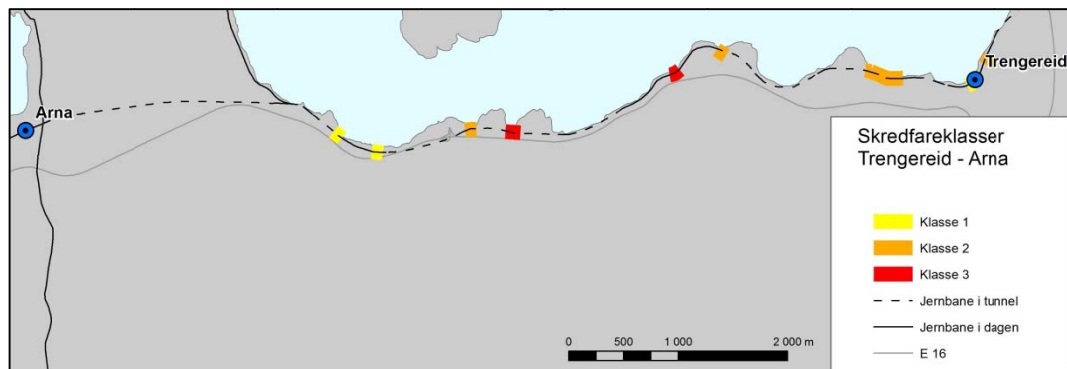 Trengereid
Arna
Skredfareklasser
Trengereid - Arna
Klasse 1
Klasse 2
Klasse 3
Jernbane i tunnel
Jernbane i dagen
E 16
0 500 1 000 2 000 m